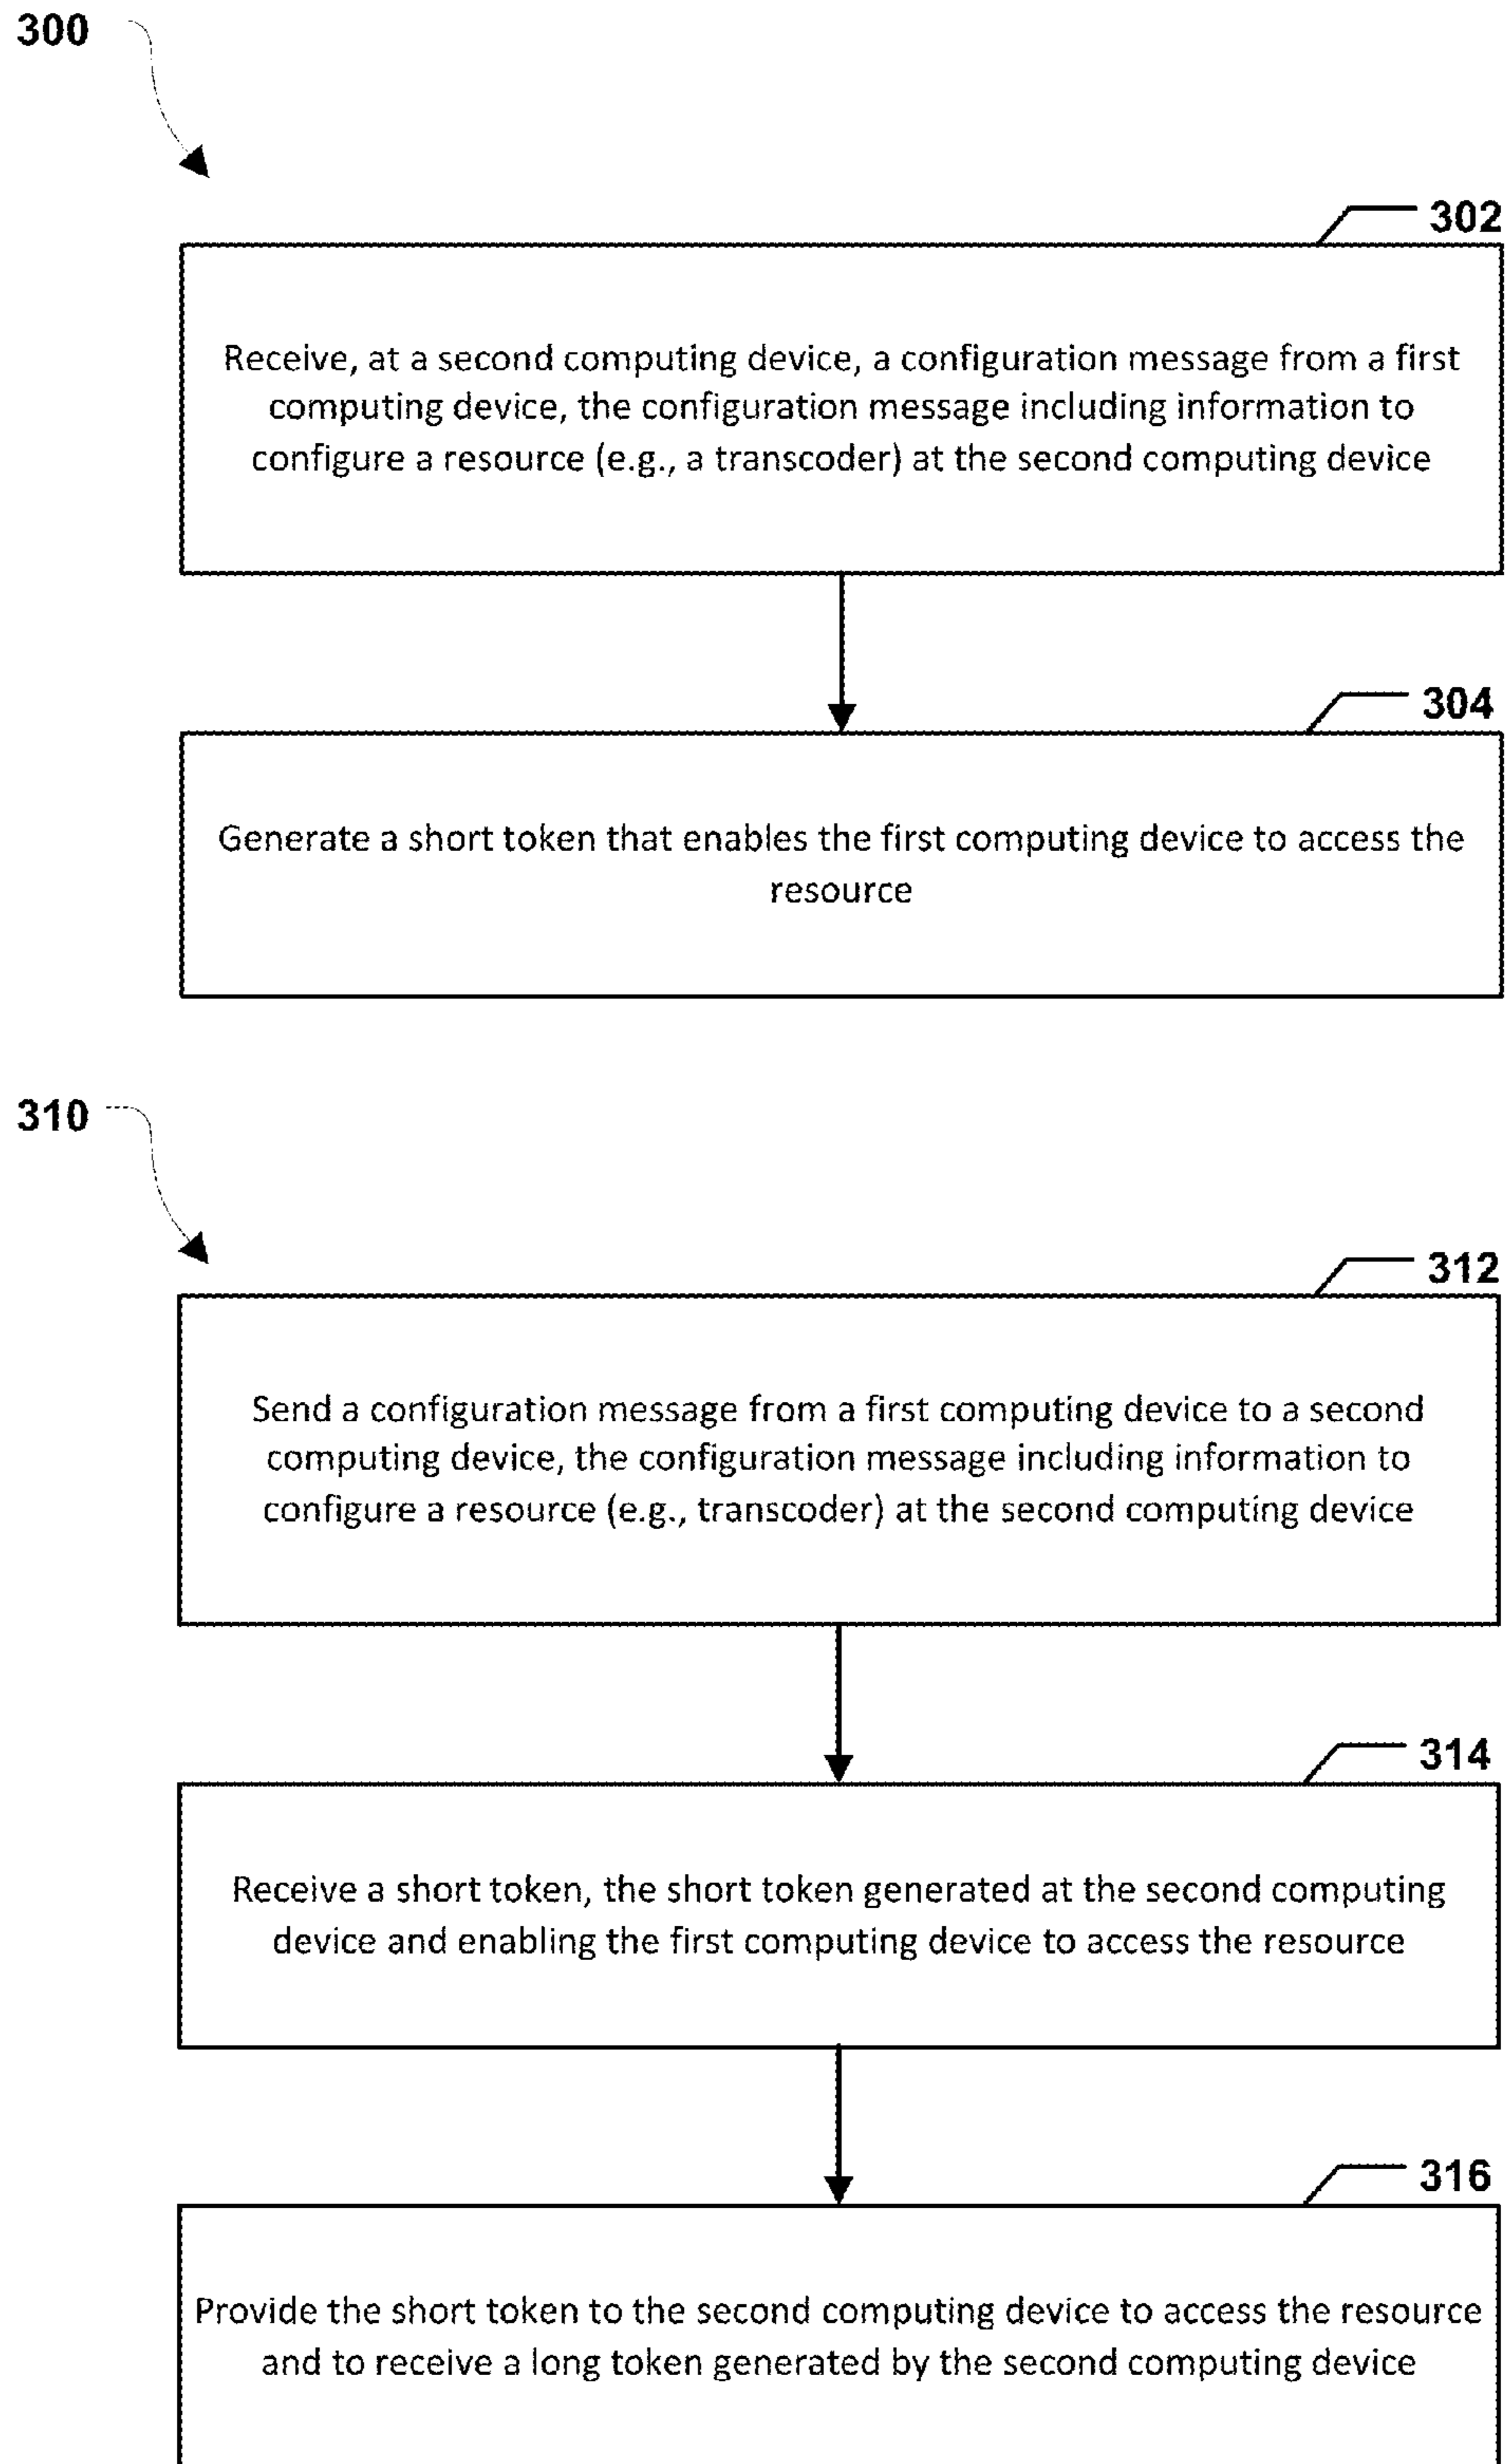 300
302
Receive, at a second computing device, a configuration message from a first
computing device, the configuration message including information to
configure a resource (e.g., a transcoder) at the second computing device
304
Generate a short token that enables the first computing device to access the
resource
310
312
Send a configuration message from a first computing device to a second
computing device, the configuration message including information to
configure a resource (e.g., transcoder) at the second computing device
314
Receive a short token, the short token generated at the second computing
device and enabling the first computing device to access the resource
316
Provide the short token to the second computing device to access the resource
and to receive a long token generated by the second computing device